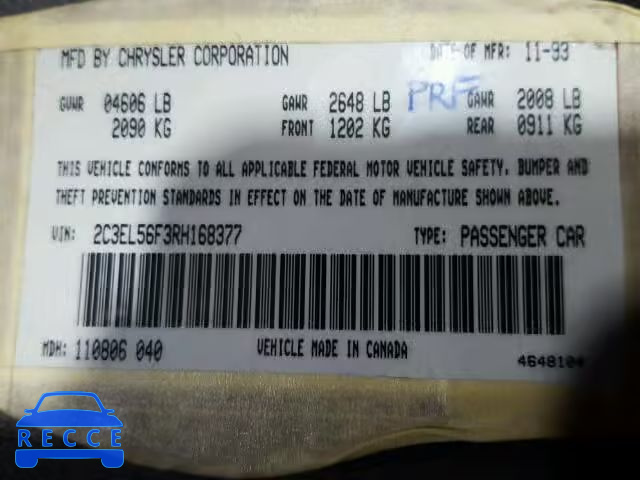 MFD BY CHRYSLER CORPORATION DATE OF MFR: 11-93
GVWR 04606 LB GAWR 2648 LB PRF GAWR 2008 LB
2090 KG FRONT 1202 KG REAR 0911 KG
THIS VEHICLE CONFORMS TO ALL APPLICABLE FEDERAL MOTOR VEHICLE SAFETY, BUMPER AND
THEFT PREVENTION STANDARDS IN EFFECT ON THE DATE OF MANUFACTURE SHOWN ABOVE.
VIN: 2C3EL56F3RH168377 TYPE: PASSENGER CAR
MDH: 110806 040 VEHICLE MADE IN CANADA 4648104
RECCE